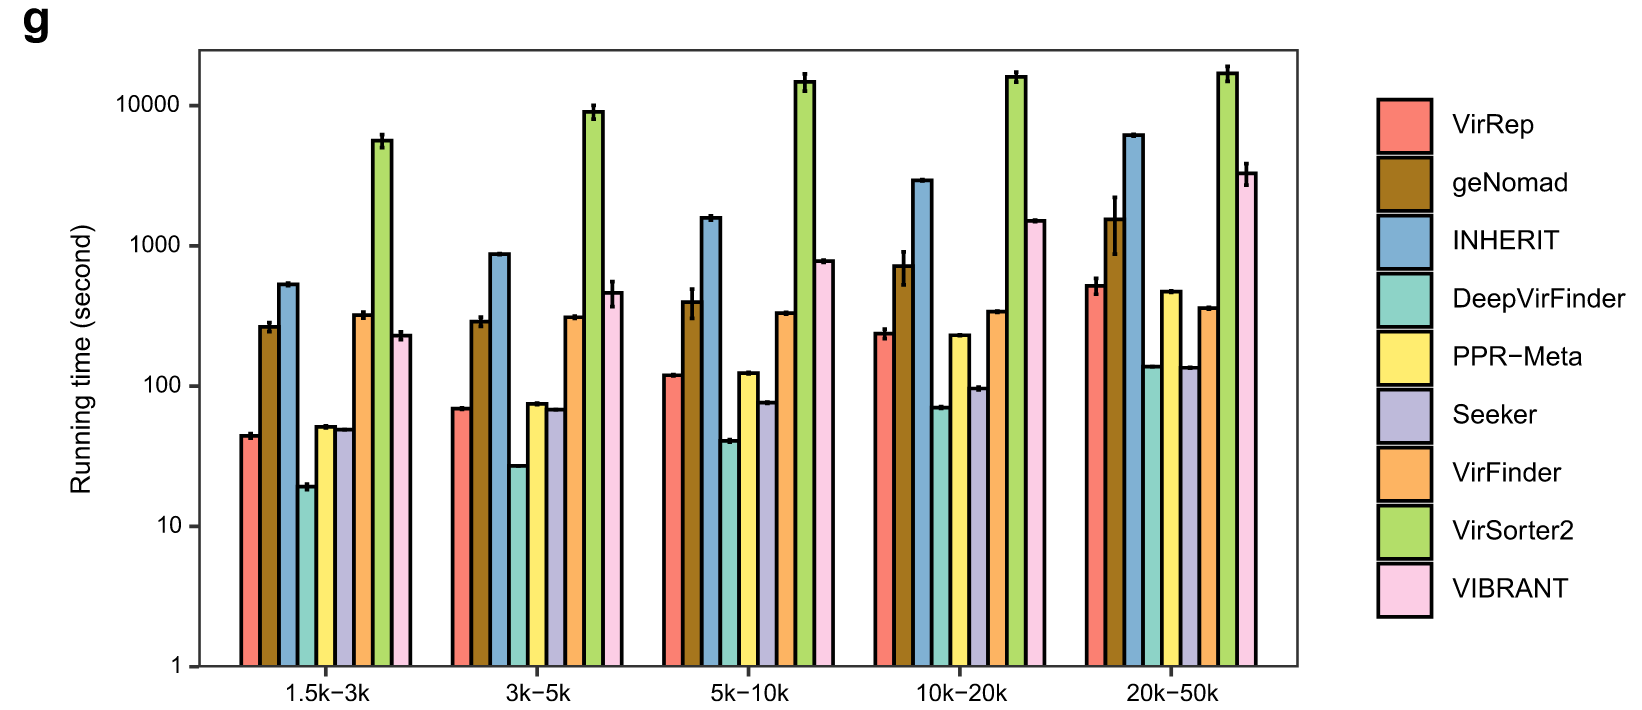 g
Running time (second)
10000
1000
100
10
1
1.5k−3k
3k−5k
5k−10k
10k−20k
20k−50k
VirRep
geNomad
INHERIT
DeepVirFinder
PPR−Meta
Seeker
VirFinder
VirSorter2
VIBRANT